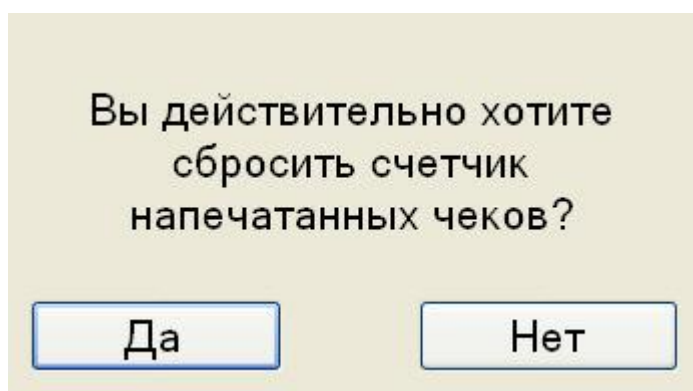 Вы действительно хотите
сбросить счетчик
напечатанных чеков?
Да
Нет